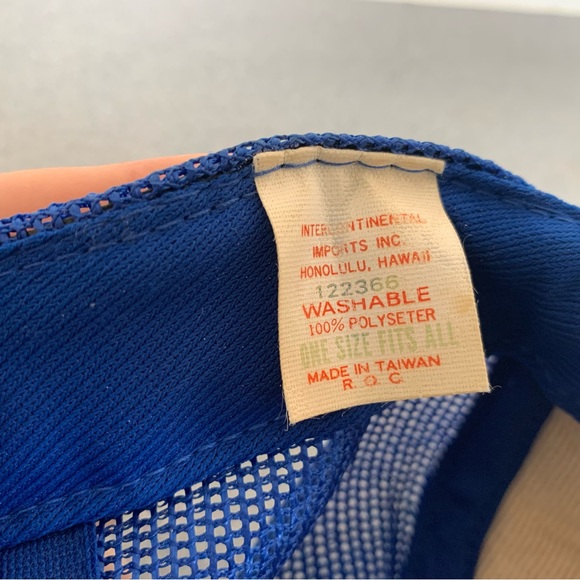 INTERCONTINENTAL
IMPORTS INC.
HONOLULU, HAWAII
122366
WASHABLE
100% POLYSETER
ONE SIZE FITS ALL
MADE IN TAIWAN
R. O. C.